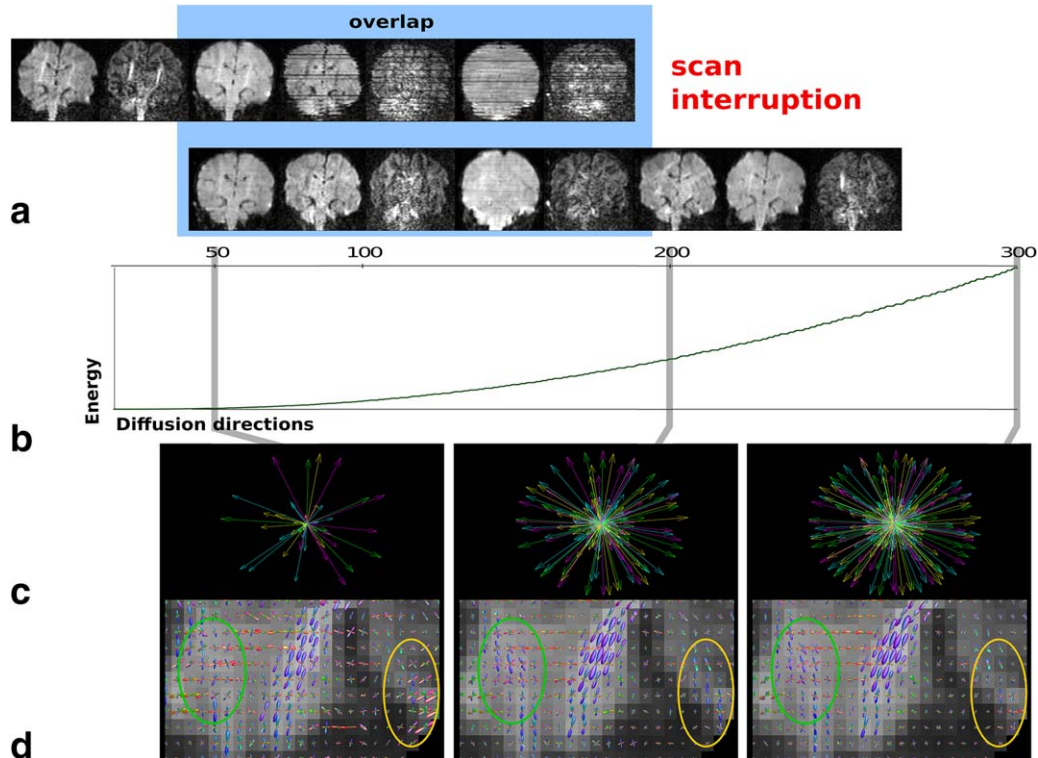 overlap
scan
interruption
a
50 100 200 300
Energy
Diffusion directions
b
c
d